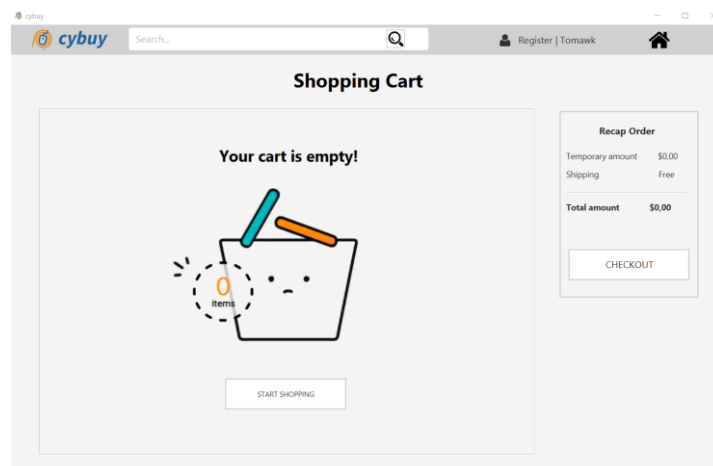 cybuy
cybuy
Search...
Register | Tomawk
Shopping Cart
Your cart is empty!
0
items
START SHOPPING
Recap Order
Temporary amount $0,00
Shipping Free
Total amount $0,00
CHECKOUT